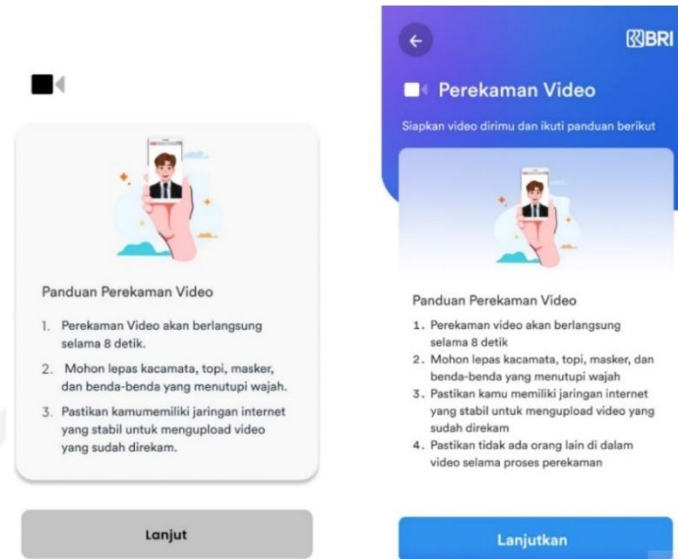 Panduan Perekaman Video
1. Perekaman Video akan berlangsung
selama 8 detik.
2. Mohon lepas kacamata, topi, masker,
dan benda-benda yang menutupi wajah.
3. Pastikan kamumemiliki jaringan internet
yang stabil untuk mengupload video
yang sudah direkam.
Lanjut
BRI
Perekaman Video
Siapkan video dirimu dan ikuti panduan berikut
Panduan Perekaman Video
1. Perekaman video akan berlangsung
selama 8 detik
2. Mohon lepas kacamata, topi, masker, dan
benda-benda yang menutupi wajah
3. Pastikan kamu memiliki jaringan internet
yang stabil untuk mengupload video yang
sudah direkam
4. Pastikan tidak ada orang lain di dalam
video selama proses perekaman
Lanjutkan